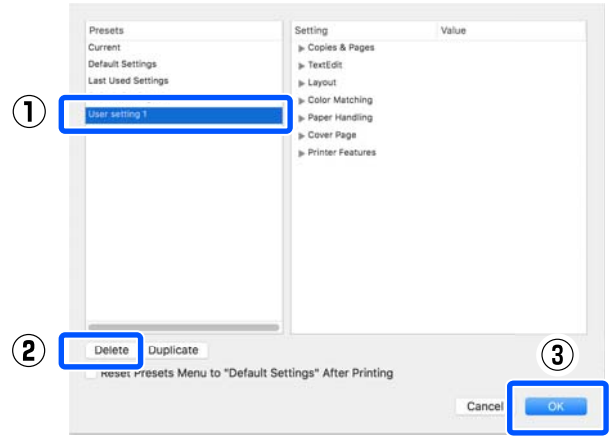 Presets
Setting Value
Current
Default Settings
Last Used Settings
① User setting 1
Copies & Pages
TextEdit
Layout
Color Matching
Paper Handling
Cover Page
Printer Features
② Delete Duplicate
Reset Presets Menu to "Default Settings" After Printing
③
Cancel OK